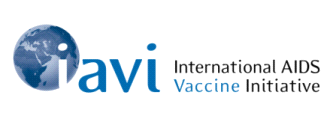 iavi
International AIDS
Vaccine Initiative